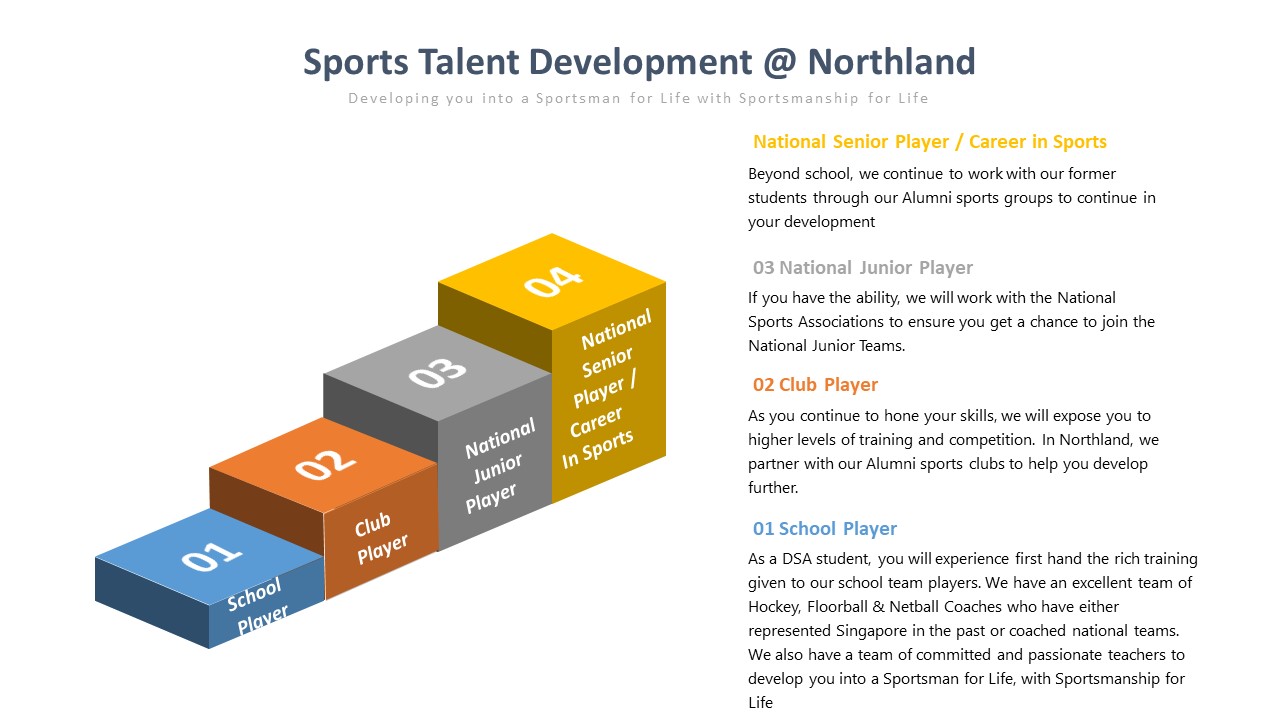 Sports Talent Development @ Northland
Developing you into a Sportsman for Life with Sportsmanship for Life
04
National
Senior
Player /
Career
In Sports
03
National
Junior
Player
02
Club
Player
01
School
Player
National Senior Player / Career in Sports
Beyond school, we continue to work with our former
students through our Alumni sports groups to continue in
your development
03 National Junior Player
If you have the ability, we will work with the National
Sports Associations to ensure you get a chance to join the
National Junior Teams.
02 Club Player
As you continue to hone your skills, we will expose you to
higher levels of training and competition. In Northland, we
partner with our Alumni sports clubs to help you develop
further.
01 School Player
As a DSA student, you will experience first hand the rich training
given to our school team players. We have an excellent team of
Hockey, Floorball & Netball Coaches who have either
represented Singapore in the past or coached national teams.
We also have a team of committed and passionate teachers to
develop you into a Sportsman for Life, with Sportsmanship for
Life